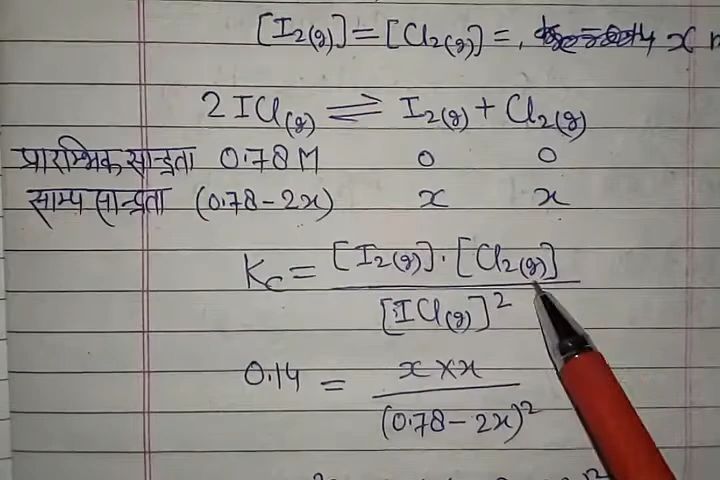 [I₂(g)] = [Cl₂(g)] = , x
2ICl(g) ⇌ I₂(g) + Cl₂(g)
प्रारम्भिक सान्द्रता 0.78M 0 0
साम्य सान्द्रता (0.78-2x) x x
Kc = [I₂(g)]·[Cl₂(g)]
[ICl(g)]²
0.14 = x×x
(0.78-2x)²